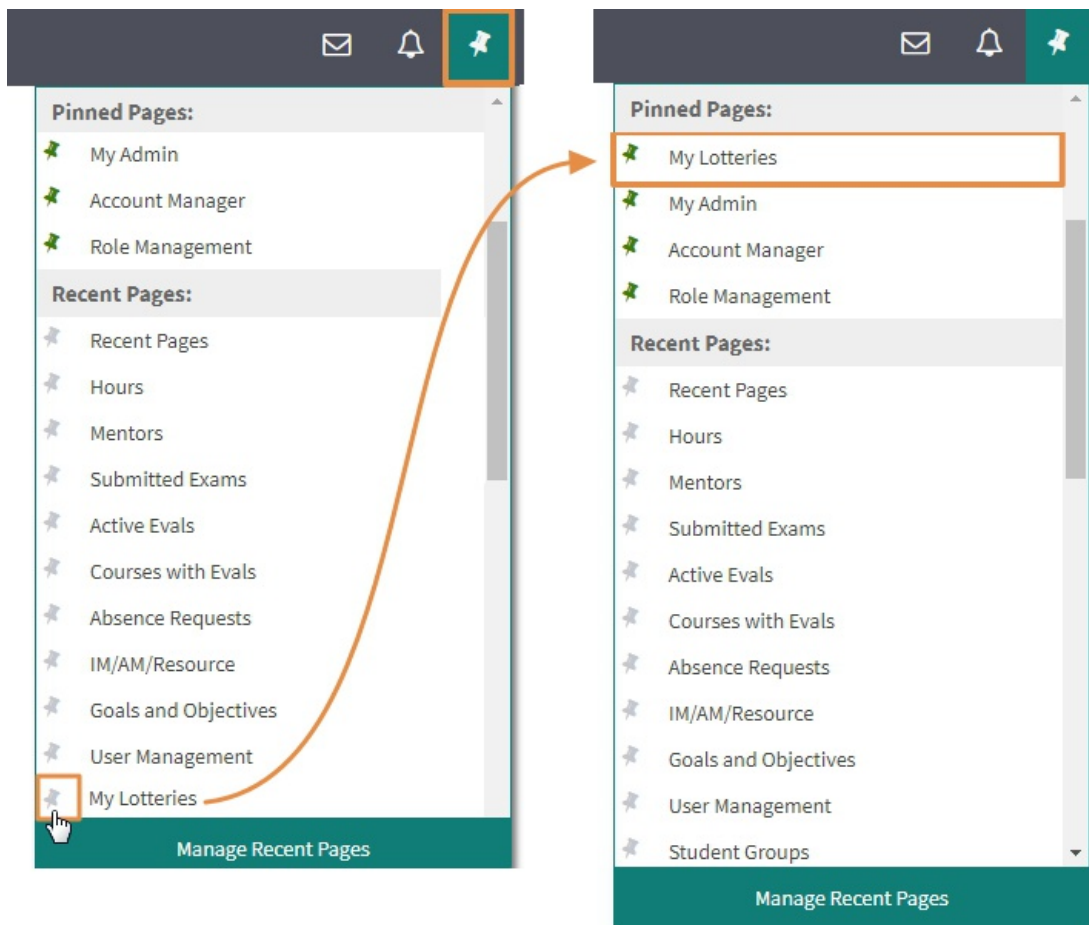 Pinned Pages:
My Admin
Account Manager
Role Management
Recent Pages:
Recent Pages
Hours
Mentors
Submitted Exams
Active Evals
Courses with Evals
Absence Requests
IM/AM/Resource
Goals and Objectives
User Management
My Lotteries
Manage Recent Pages
Pinned Pages:
My Lotteries
My Admin
Account Manager
Role Management
Recent Pages:
Recent Pages
Hours
Mentors
Submitted Exams
Active Evals
Courses with Evals
Absence Requests
IM/AM/Resource
Goals and Objectives
User Management
Student Groups
Manage Recent Pages